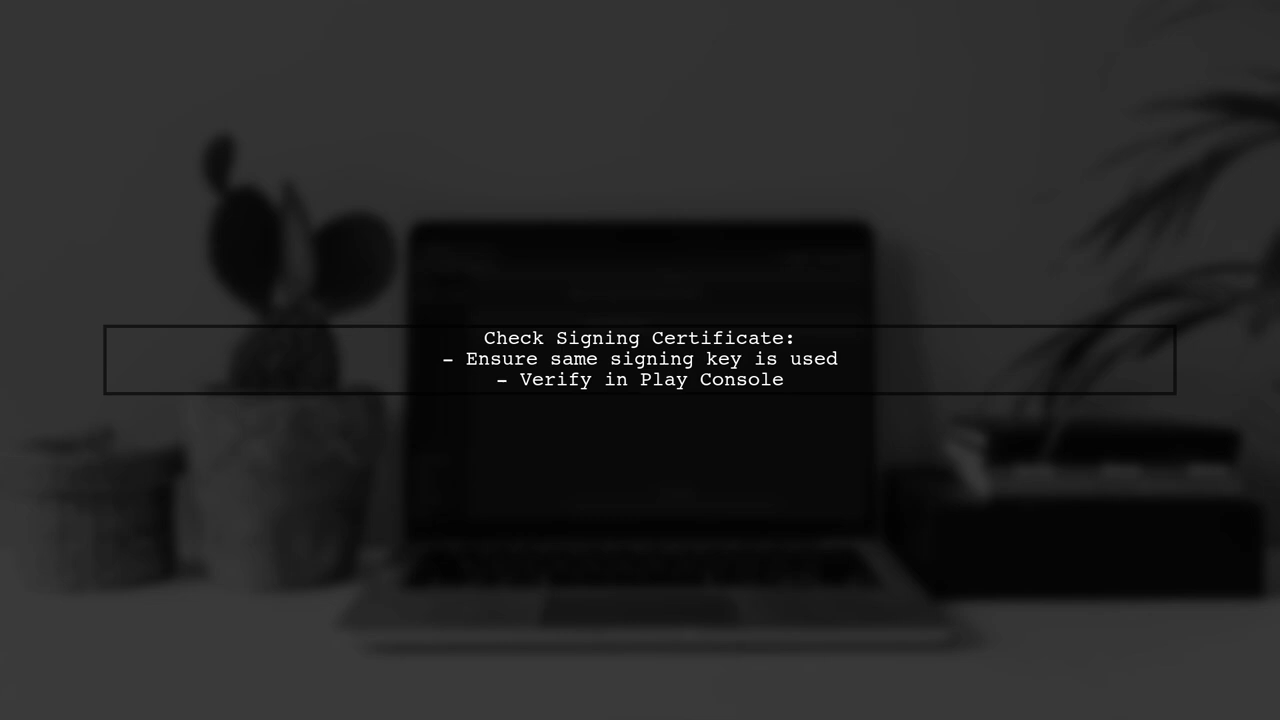 Check Signing Certificate:
- Ensure same signing key is used
- Verify in Play Console